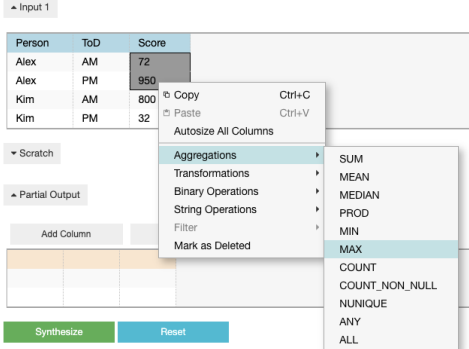 Input 1
Person ToD Score
Alex AM 72
Alex PM 950
Kim AM 800
Kim PM 32
Copy Ctrl+C
Paste Ctrl+V
Autosize All Columns
Aggregations
Transformations
Binary Operations
String Operations
Filter
Mark as Deleted
SUM
MEAN
MEDIAN
PROD
MIN
MAX
COUNT
COUNT_NON_NULL
NUNIQUE
ANY
ALL
Scratch
Partial Output
Add Column
Synthesize Reset